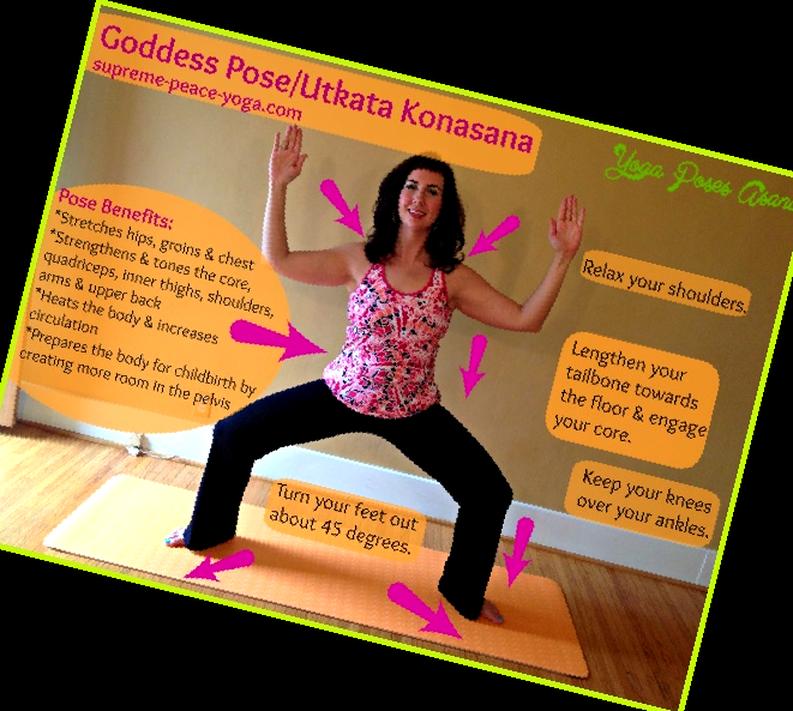 Goddess Pose/Utkata Konasana
supreme-peace-yoga.com
Yoga Poses Asana
Pose Benefits:
*Stretches hips, groins & chest
*Strengthens & tones the core,
quadriceps, inner thighs, shoulders,
arms & upper back
*Heats the body & increases
circulation
*Prepares the body for childbirth by
creating more room in the pelvis
Relax your shoulders.
Lengthen your
tailbone towards
the floor & engage
your core.
Keep your knees
over your ankles.
Turn your feet out
about 45 degrees.